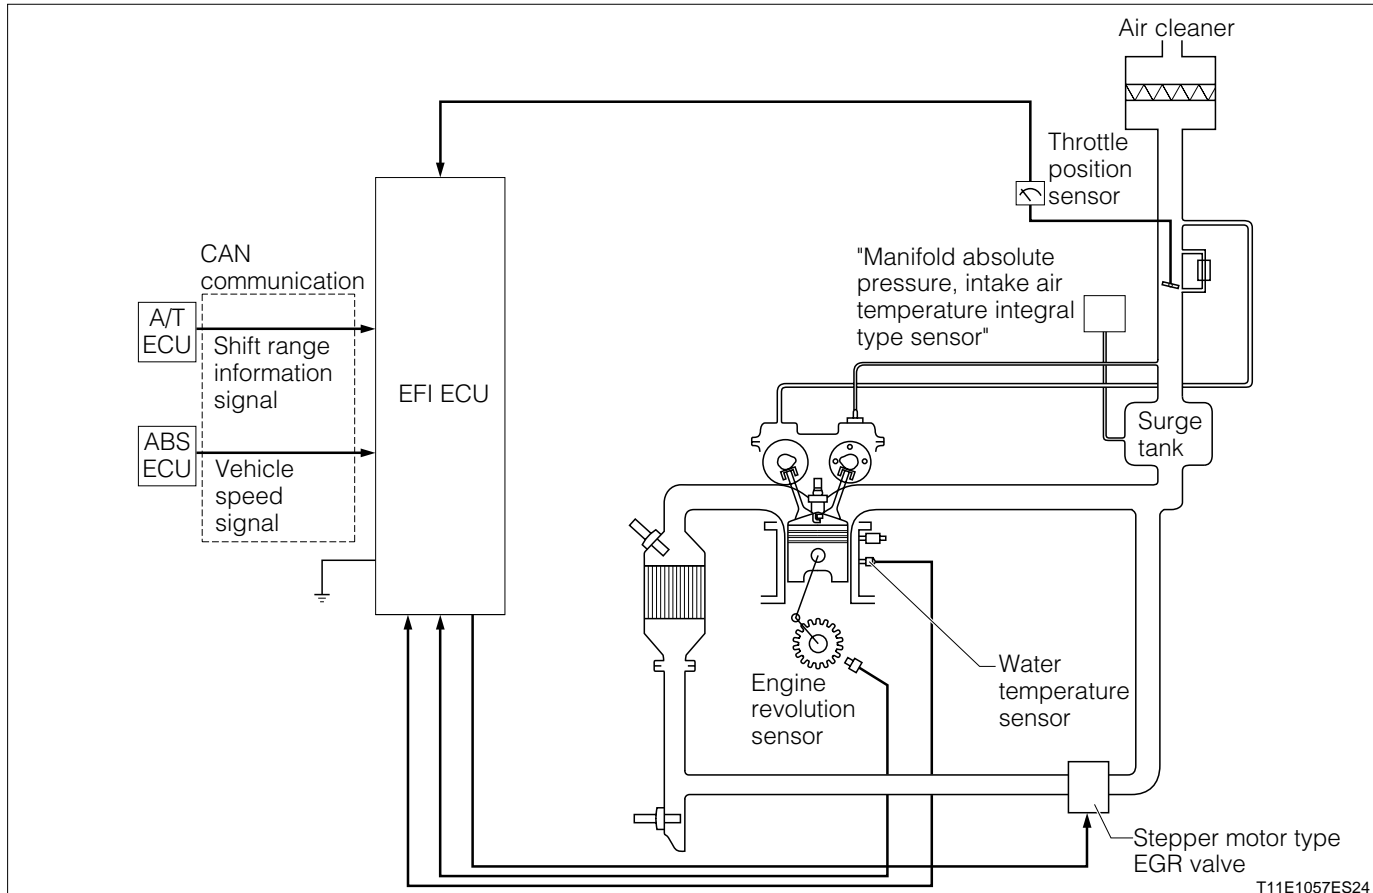 Air cleaner
Throttle
position
sensor
CAN
communication
"Manifold absolute
pressure, intake air
temperature integral
type sensor"
A/T
ECU
Shift range
information
signal
EFI ECU
Surge
tank
ABS
ECU
Vehicle
speed
signal
Engine
revolution
sensor
Water
temperature
sensor
Stepper motor type
EGR valve
T11E1057ES24